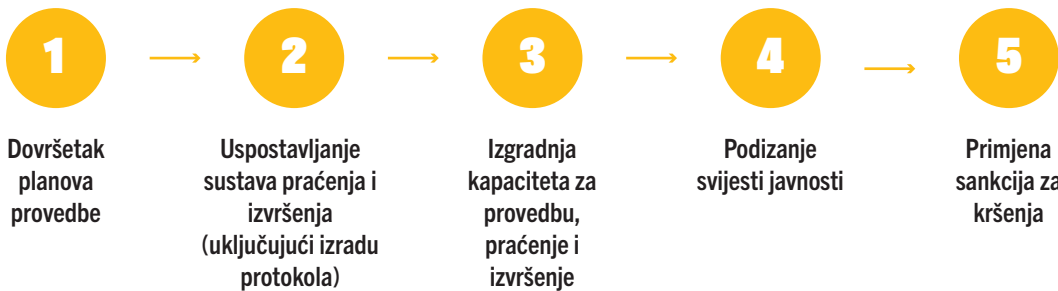 1
Dovršetak
planova
provedbe
2
Uspostavljanje
sustava praćenja i
izvršenja
(uključujući izradu
protokola)
3
Izgradnja
kapaciteta za
provedbu,
praćenje i
izvršenje
4
Podizanje
svijesti javnosti
5
Primjena
sankcija za
kršenja